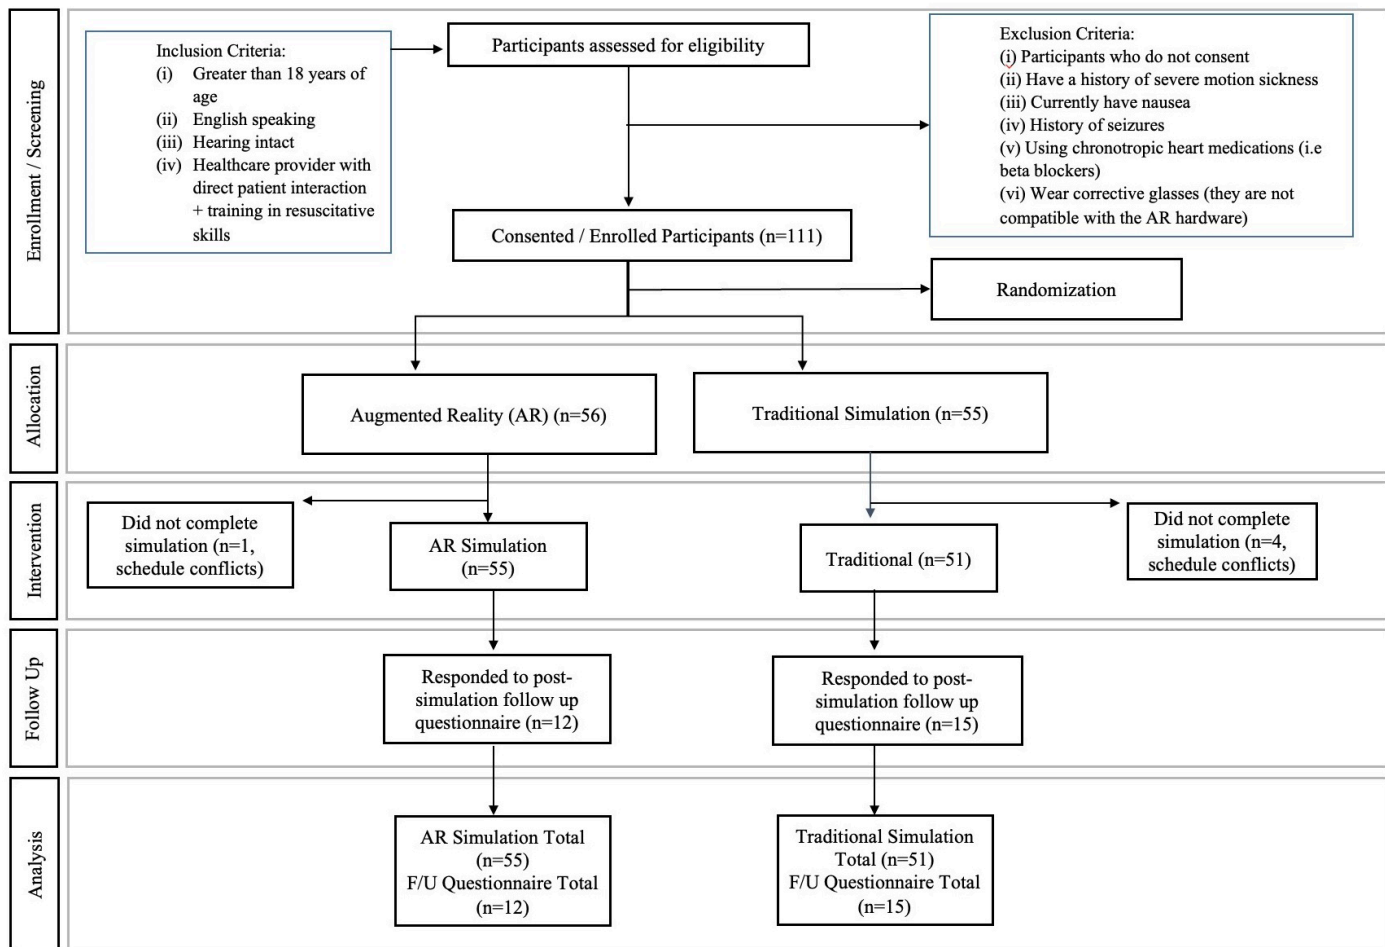 Enrollment / Screening
Inclusion Criteria:
(i) Greater than 18 years of
age
(ii) English speaking
(iii) Hearing intact
(iv) Healthcare provider with
direct patient interaction
+ training in resuscitative
skills
Participants assessed for eligibility
Exclusion Criteria:
(i) Participants who do not consent
(ii) Have a history of severe motion sickness
(iii) Currently have nausea
(iv) History of seizures
(v) Using chronotropic heart medications (i.e
beta blockers)
(vi) Wear corrective glasses (they are not
compatible with the AR hardware)
Consented / Enrolled Participants (n=111)
Randomization
Allocation
Augmented Reality (AR) (n=56)
Traditional Simulation (n=55)
Intervention
Did not complete
simulation (n=1,
schedule conflicts)
AR Simulation
(n=55)
Traditional (n=51)
Did not complete
simulation (n=4,
schedule conflicts)
Follow Up
Responded to post-
simulation follow up
questionnaire (n=12)
Responded to post-
simulation follow up
questionnaire (n=15)
Analysis
AR Simulation Total
(n=55)
F/U Questionnaire Total
(n=12)
Traditional Simulation
Total (n=51)
F/U Questionnaire Total
(n=15)